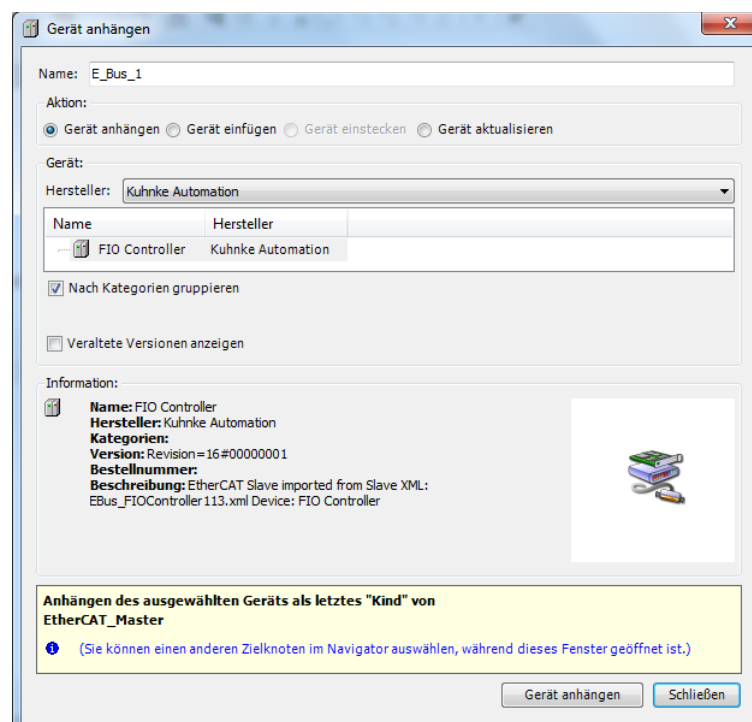 Gerät anhängen
Name: E_Bus_1
Aktion:
Gerät anhängen Gerät einfügen Gerät einstecken Gerät aktualisieren
Gerät:
Hersteller: Kuhnke Automation
Name Hersteller
FIO Controller Kuhnke Automation
Nach Kategorien gruppieren
Veraltete Versionen anzeigen
Information:
Name: FIO Controller
Hersteller: Kuhnke Automation
Kategorien:
Version: Revision=16#00000001
Bestellnummer:
Beschreibung: EtherCAT Slave imported from Slave XML:
EBus_FIOController113.xml Device: FIO Controller
Anhängen des ausgewählten Geräts als letztes "Kind" von
EtherCAT_Master
(Sie können einen anderen Zielknoten im Navigator auswählen, während dieses Fenster geöffnet ist.)
Gerät anhängen Schließen